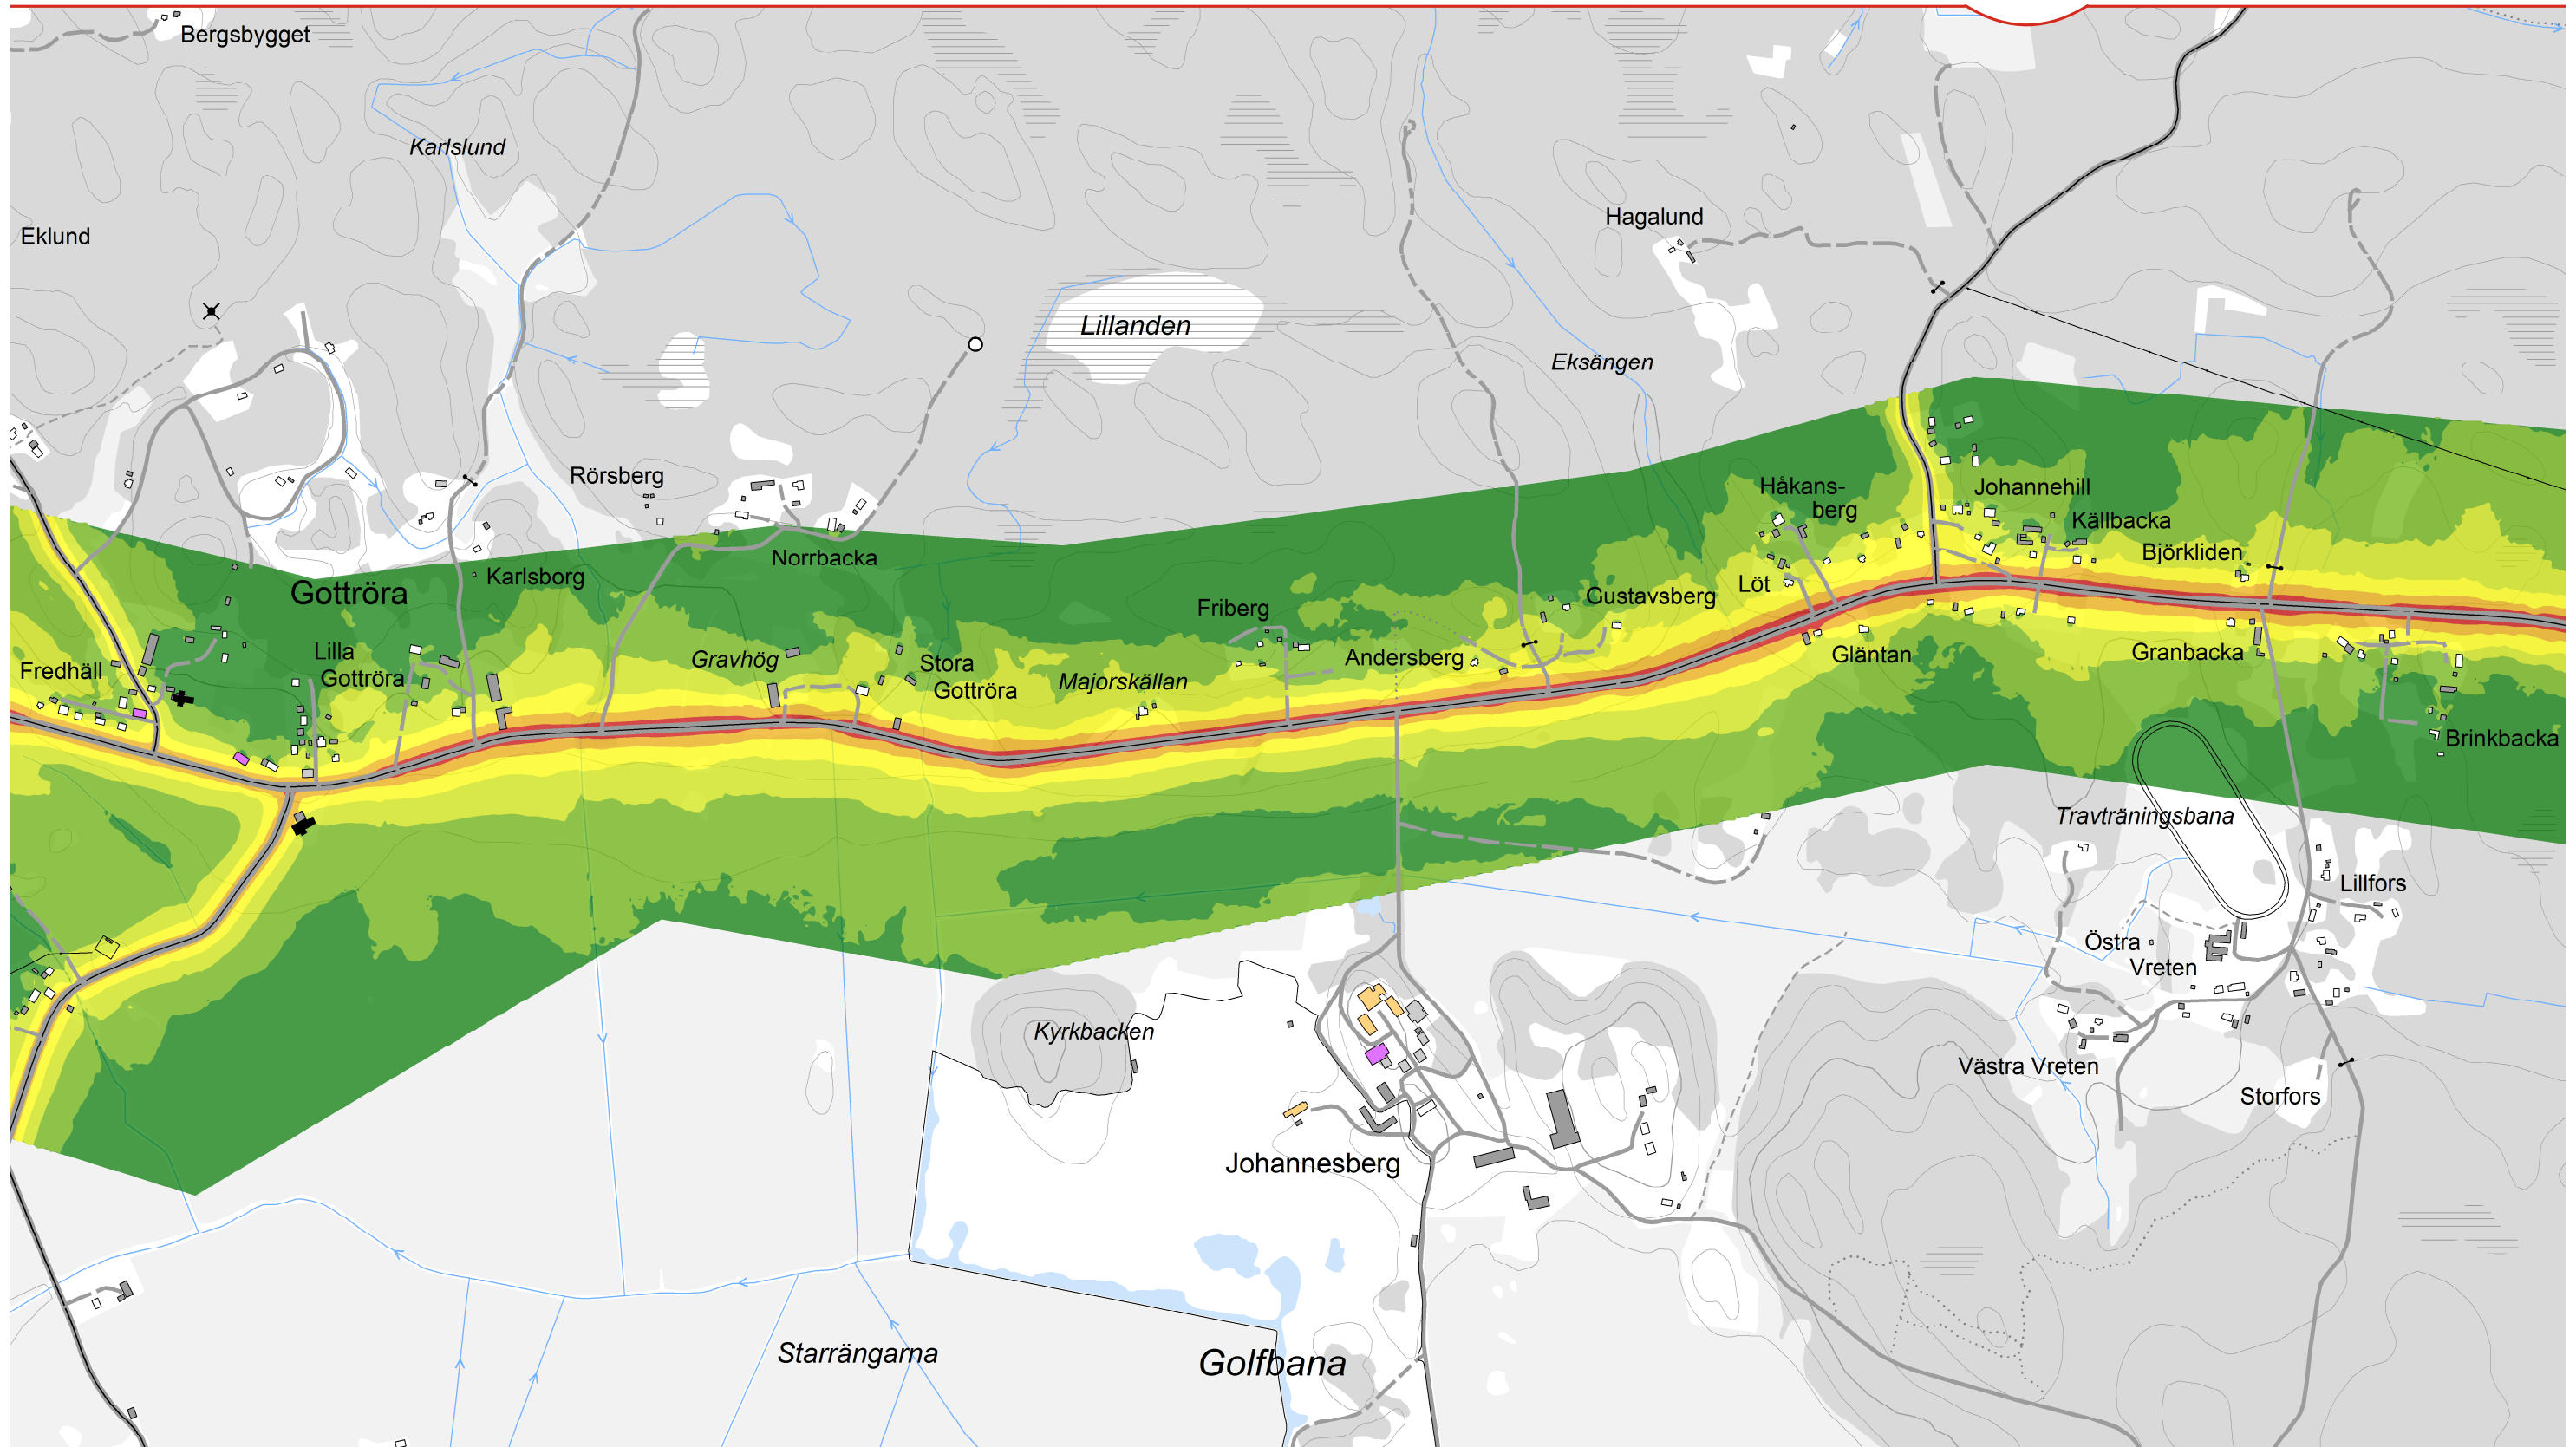 Bergsbygget
Karlslund
Eklund
Hagalund
Lillanden
Eksängen
Rörsberg
Håkans-
berg
Johannehill
Källbacka
Norrbacka
Björkliden
Karlsborg
Gottröra
Löt
Gustavsberg
Friberg
Lilla
Gottröra
Fredhäll
Gravhög
Stora
Gottröra
Majorskällan
Andersberg
Gläntan
Granbacka
Brinkbacka
Travträningsbana
Lillfors
Östra
Vreten
Kyrkbacken
Västra Vreten
Storfors
Johannesberg
Starrängarna
Golfbana